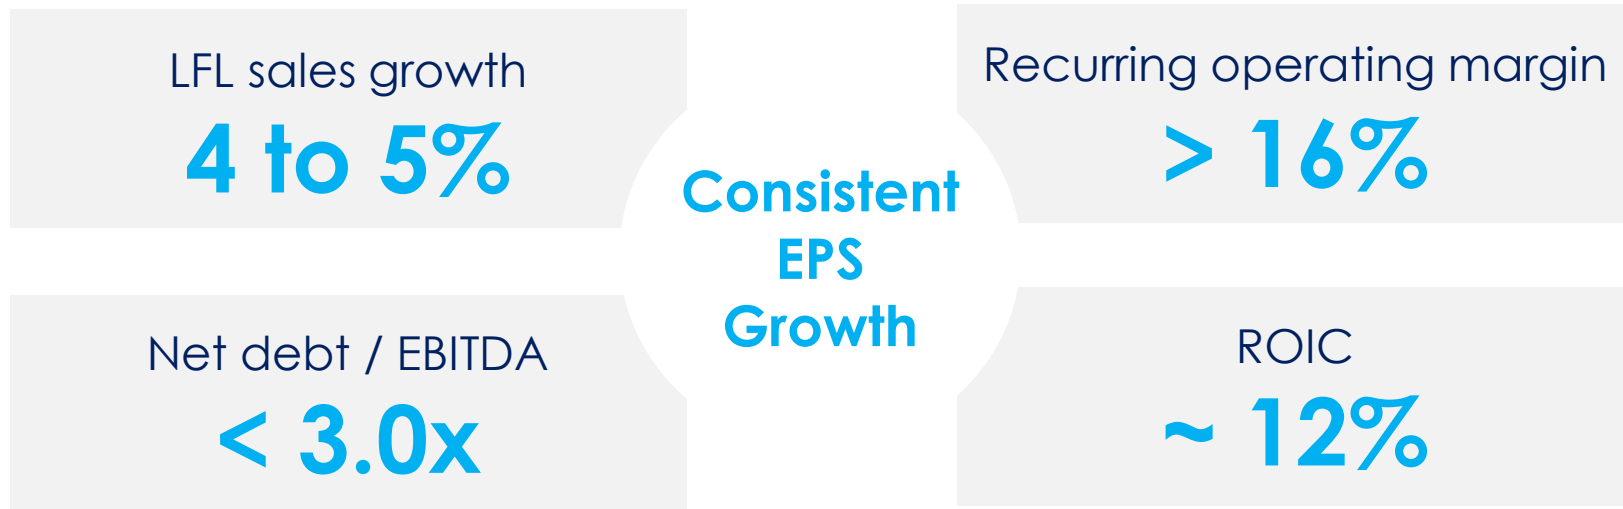 LFL sales growth
4 to 5%
Recurring operating margin
> 16%
Consistent
EPS
Growth
Net debt / EBITDA
< 3.0x
ROIC
~ 12%